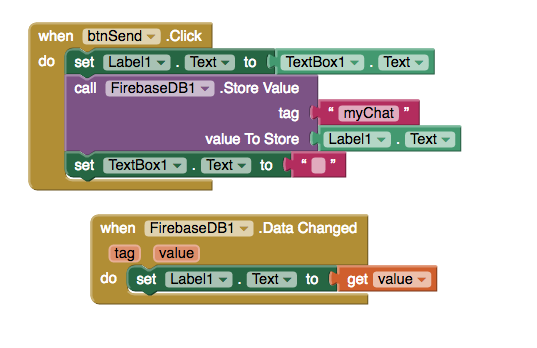 when btnSend .Click
do set Label1 . Text to TextBox1 . Text
call FirebaseDB1 .Store Value
tag " myChat "
value To Store Label1 . Text
set TextBox1 . Text to " "
when FirebaseDB1 .Data Changed
tag value
do set Label1 . Text to get value